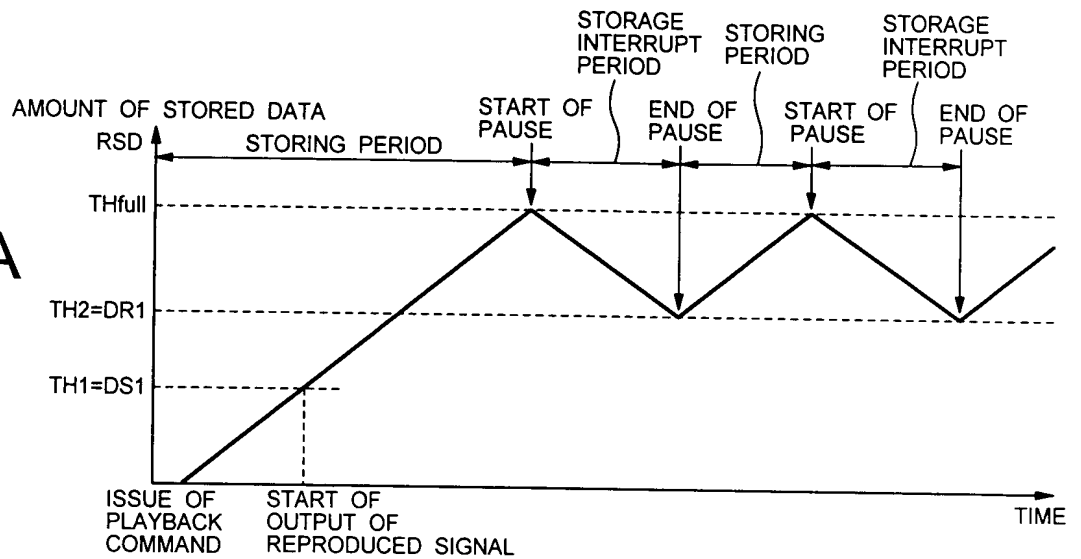 STORAGE
INTERRUPT
PERIOD
STORING
PERIOD
STORAGE
INTERRUPT
PERIOD
AMOUNT OF STORED DATA
RSD
START OF
PAUSE
END OF
PAUSE
START OF
PAUSE
END OF
PAUSE
STORING PERIOD
THfull
A
TH2=DR1
TH1=DS1
ISSUE OF
PLAYBACK
COMMAND
START OF
OUTPUT OF
REPRODUCED SIGNAL
TIME